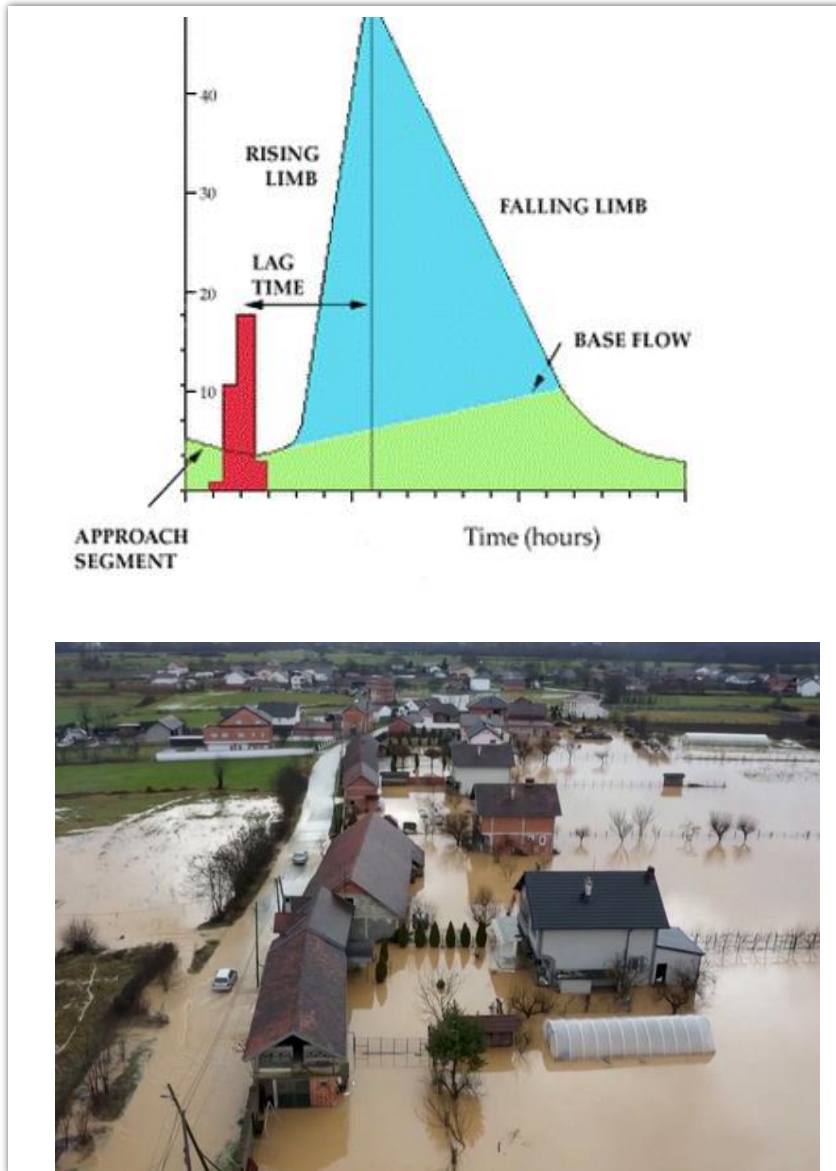 40
RISING
LIMB
30
FALLING LIMB
LAG
TIME
20
BASE FLOW
10
APPROACH
SEGMENT
Time (hours)